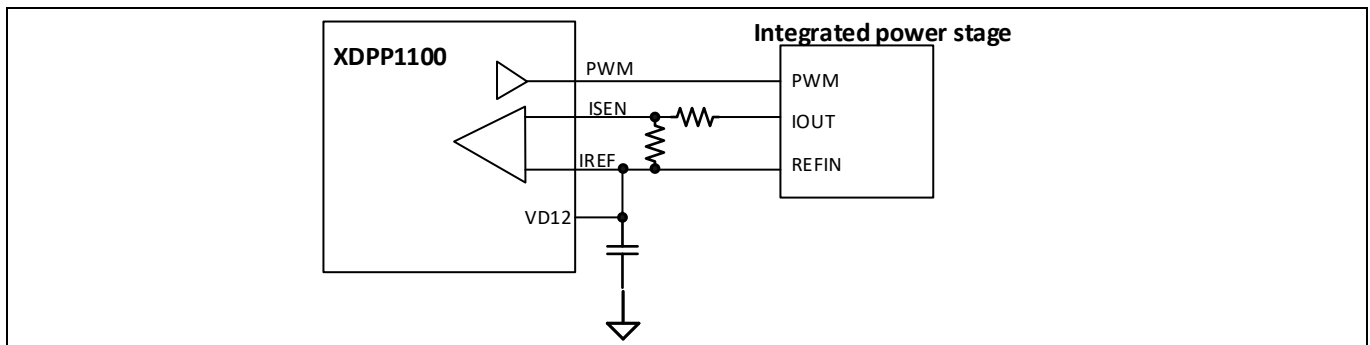 Integrated power stage
XDPP1100
PWM
PWM
ISEN
IOUT
IREF
REFIN
VD12